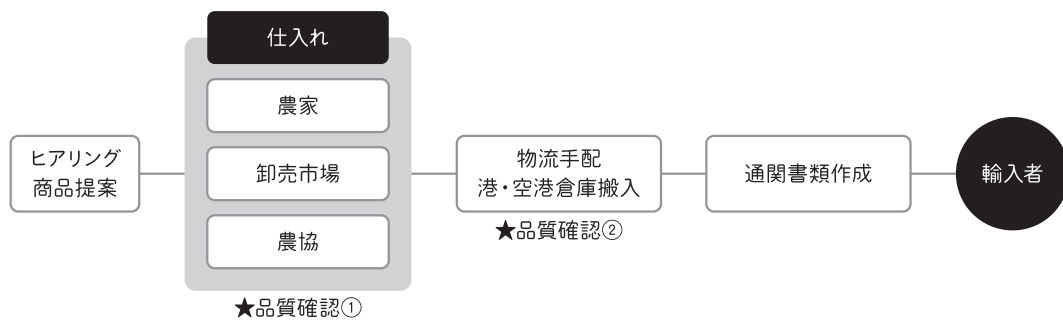 ヒアリング
商品提案
仕入れ
農家
卸売市場
農協
★品質確認①
物流手配
港・空港倉庫搬入
★品質確認②
通関書類作成
輸入者